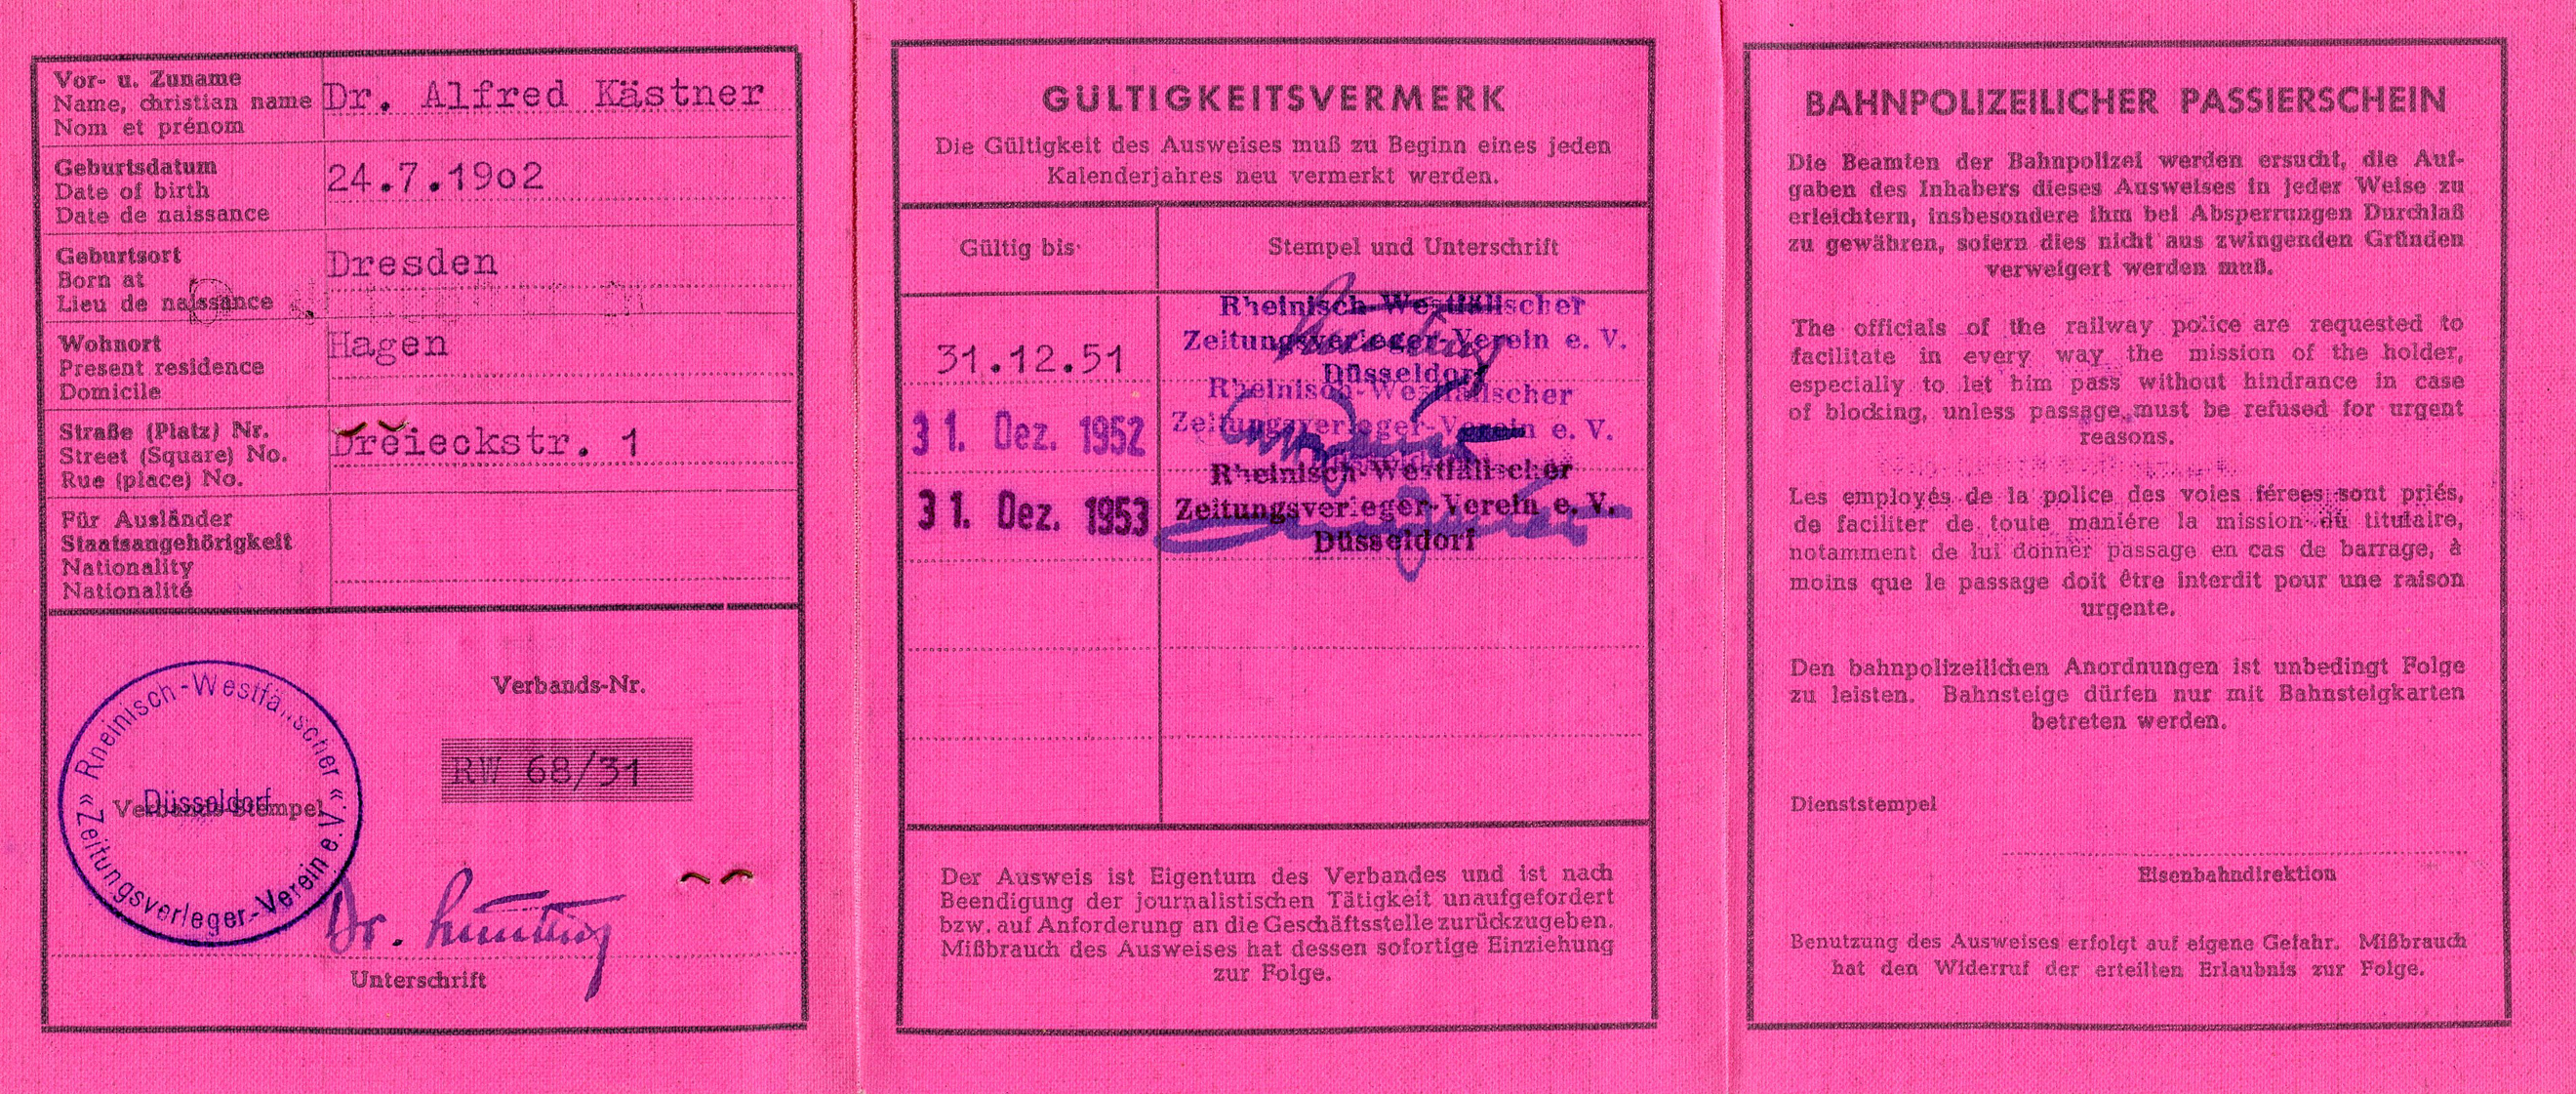 Vor- u. Zuname
Name, christian name
Nom et prénom
Dr. Alfred Kästner
Geburtsdatum
Date of birth
Date de naissance
24.7.19o2
Geburtsort
Born at
Lieu de naissance
Dresden
Wohnort
Present residence
Domicile
Hagen
Straße (Platz) Nr.
Street (Square) No.
Rue (place) No.
Dreieckstr. 1
Für Ausländer
Staatsangehörigkeit
Nationality
Nationalité
Verbands-Nr.
RW 68/31
Rheinisch-Westfälischer
Zeitungsverleger-Verein e.V.
Düsseldorf
Verbands-Stempel
Dr.
Unterschrift
GÜLTIGKEITSVERMERK
Die Gültigkeit des Ausweises muß zu Beginn eines jeden
Kalenderjahres neu vermerkt werden.
Gültig bis
Stempel und Unterschrift
31.12.51
Rheinisch-Westfälischer
Zeitungsverleger-Verein e. V.
Düsseldorf
31. Dez. 1952
Rheinisch-Westfälischer
Zeitungsverleger-Verein e. V.
31. Dez. 1953
Rheinisch-Westfälischer
Zeitungsverleger-Verein e. V.
Düsseldorf
Der Ausweis ist Eigentum des Verbandes und ist nach
Beendigung der journalistischen Tätigkeit unaufgefordert
bzw. auf Anforderung an die Geschäftsstelle zurückzugeben.
Mißbrauch des Ausweises hat dessen sofortige Einziehung
zur Folge.
BAHNPOLIZEILICHER PASSIERSCHEIN
Die Beamten der Bahnpolizei werden ersucht, die Auf-
gaben des Inhabers dieses Ausweises in jeder Weise zu
erleichtern, insbesondere ihm bei Absperrungen Durchlaß
zu gewähren, sofern dies nicht aus zwingenden Gründen
verweigert werden muß.
The officials of the railway police are requested to
facilitate in every way the mission of the holder,
especially to let him pass without hindrance in case
of blocking, unless passage must be refused for urgent
reasons.
Les employés de la police des voies férees sont priés,
de faciliter de toute maniére la mission du titulaire,
notamment de lui donner passage en cas de barrage, à
moins que le passage doit être interdit pour une raison
urgente.
Den bahnpolizeilichen Anordnungen ist unbedingt Folge
zu leisten. Bahnsteige dürfen nur mit Bahnsteigkarten
betreten werden.
Dienststempel
Eisenbahndirektion
Benutzung des Ausweises erfolgt auf eigene Gefahr. Mißbrauch
hat den Widerruf der erteilten Erlaubnis zur Folge.